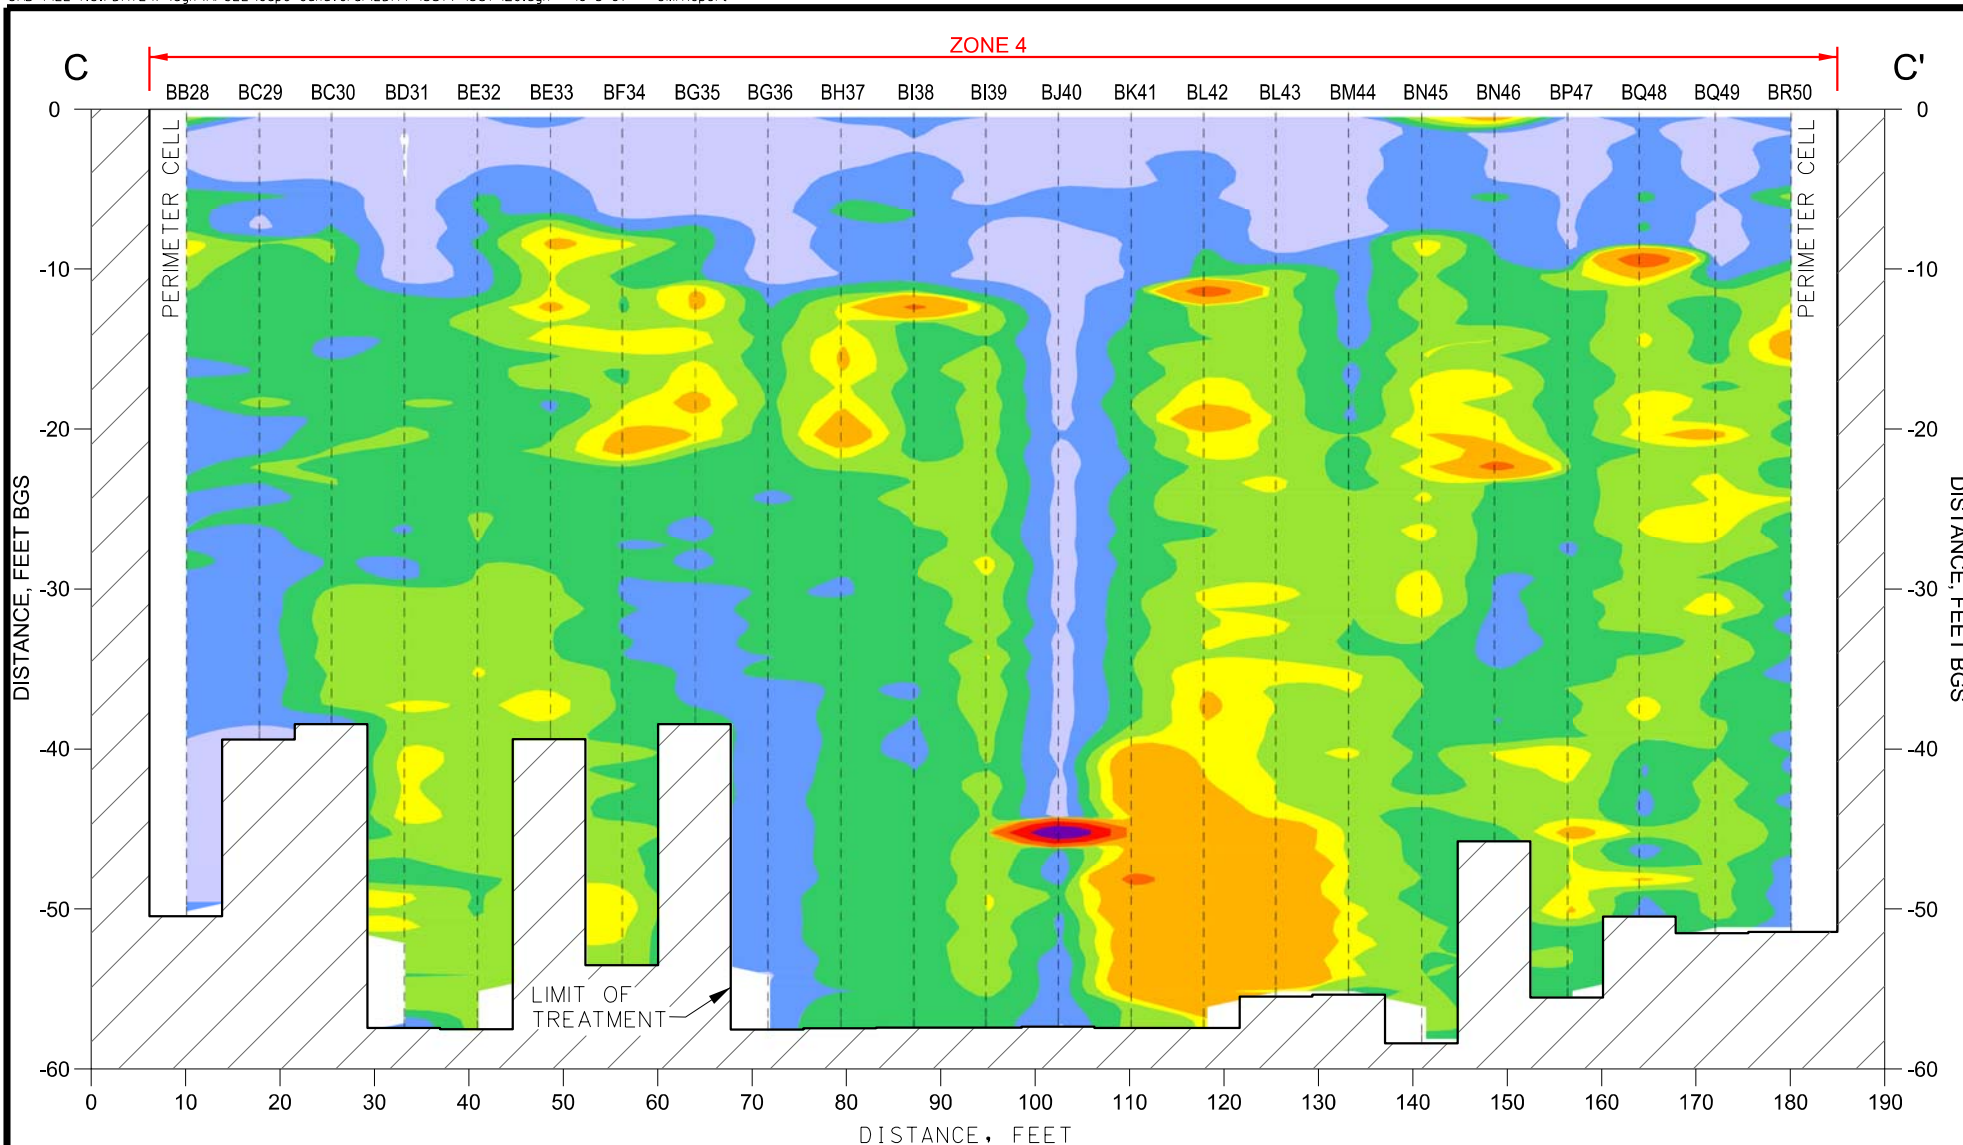 ZONE 4
C C'
BB28 BC29 BC30 BD31 BE32 BE33 BF34 BG35 BG36 BH37 BI38 BI39 BJ40 BK41 BL42 BL43 BM44 BN45 BN46 BP47 BQ48 BQ49 BR50
0 0
PERIMETER CELL
PERIMETER CELL
-10 -10
-20 -20
DISTANCE, FEET BGS
DISTANCE, FEET BGS
-30 -30
-40 -40
-50 -50
LIMIT OF
TREATMENT
-60 -60
0 10 20 30 40 50 60 70 80 90 100 110 120 130 140 150 160 170 180 190
DISTANCE, FEET